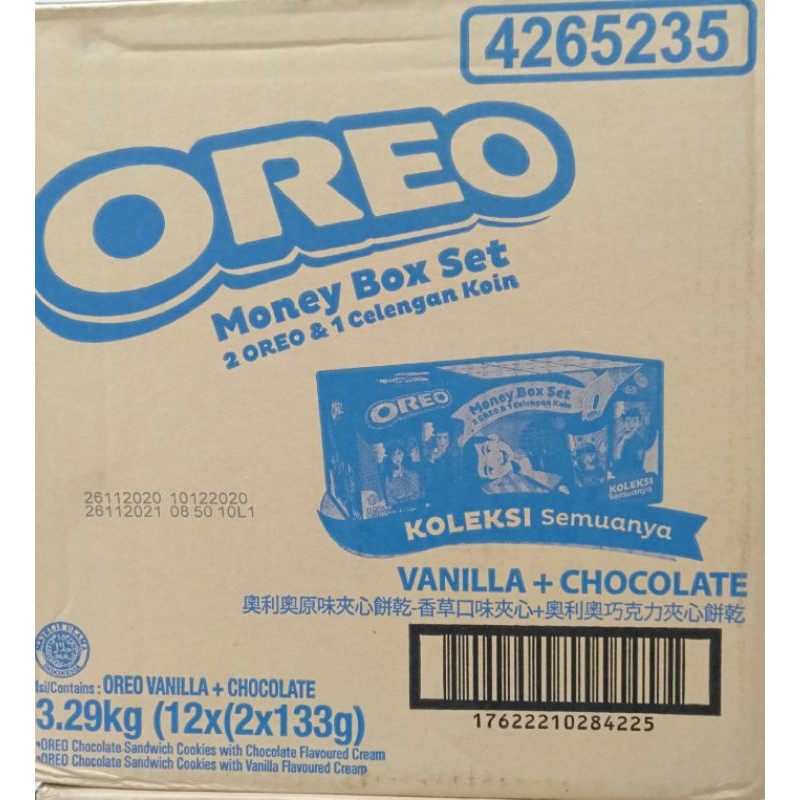 4265235
OREO
Money Box Set
2 OREO & 1 Celengan Koin
OREO
Money Box Set
2 OREO & 1 Celengan Koin
KOLEKSI
Semuanya
KOLEKSI Semuanya
26112020 10122020
26112021 08 50 10L1
VANILLA + CHOCOLATE
奧利奧原味夾心餅乾-香草口味夾心+奧利奧巧克力夾心餅乾
17622210284225
MAJELIS ULAMA
INDONESIA
Isi/Contains : OREO VANILLA + CHOCOLATE
3.29kg (12x(2x133g)
•OREO Chocolate Sandwich Cookies with Chocolate Flavoured Cream
•OREO Chocolate Sandwich Cookies with Vanilla Flavoured Cream